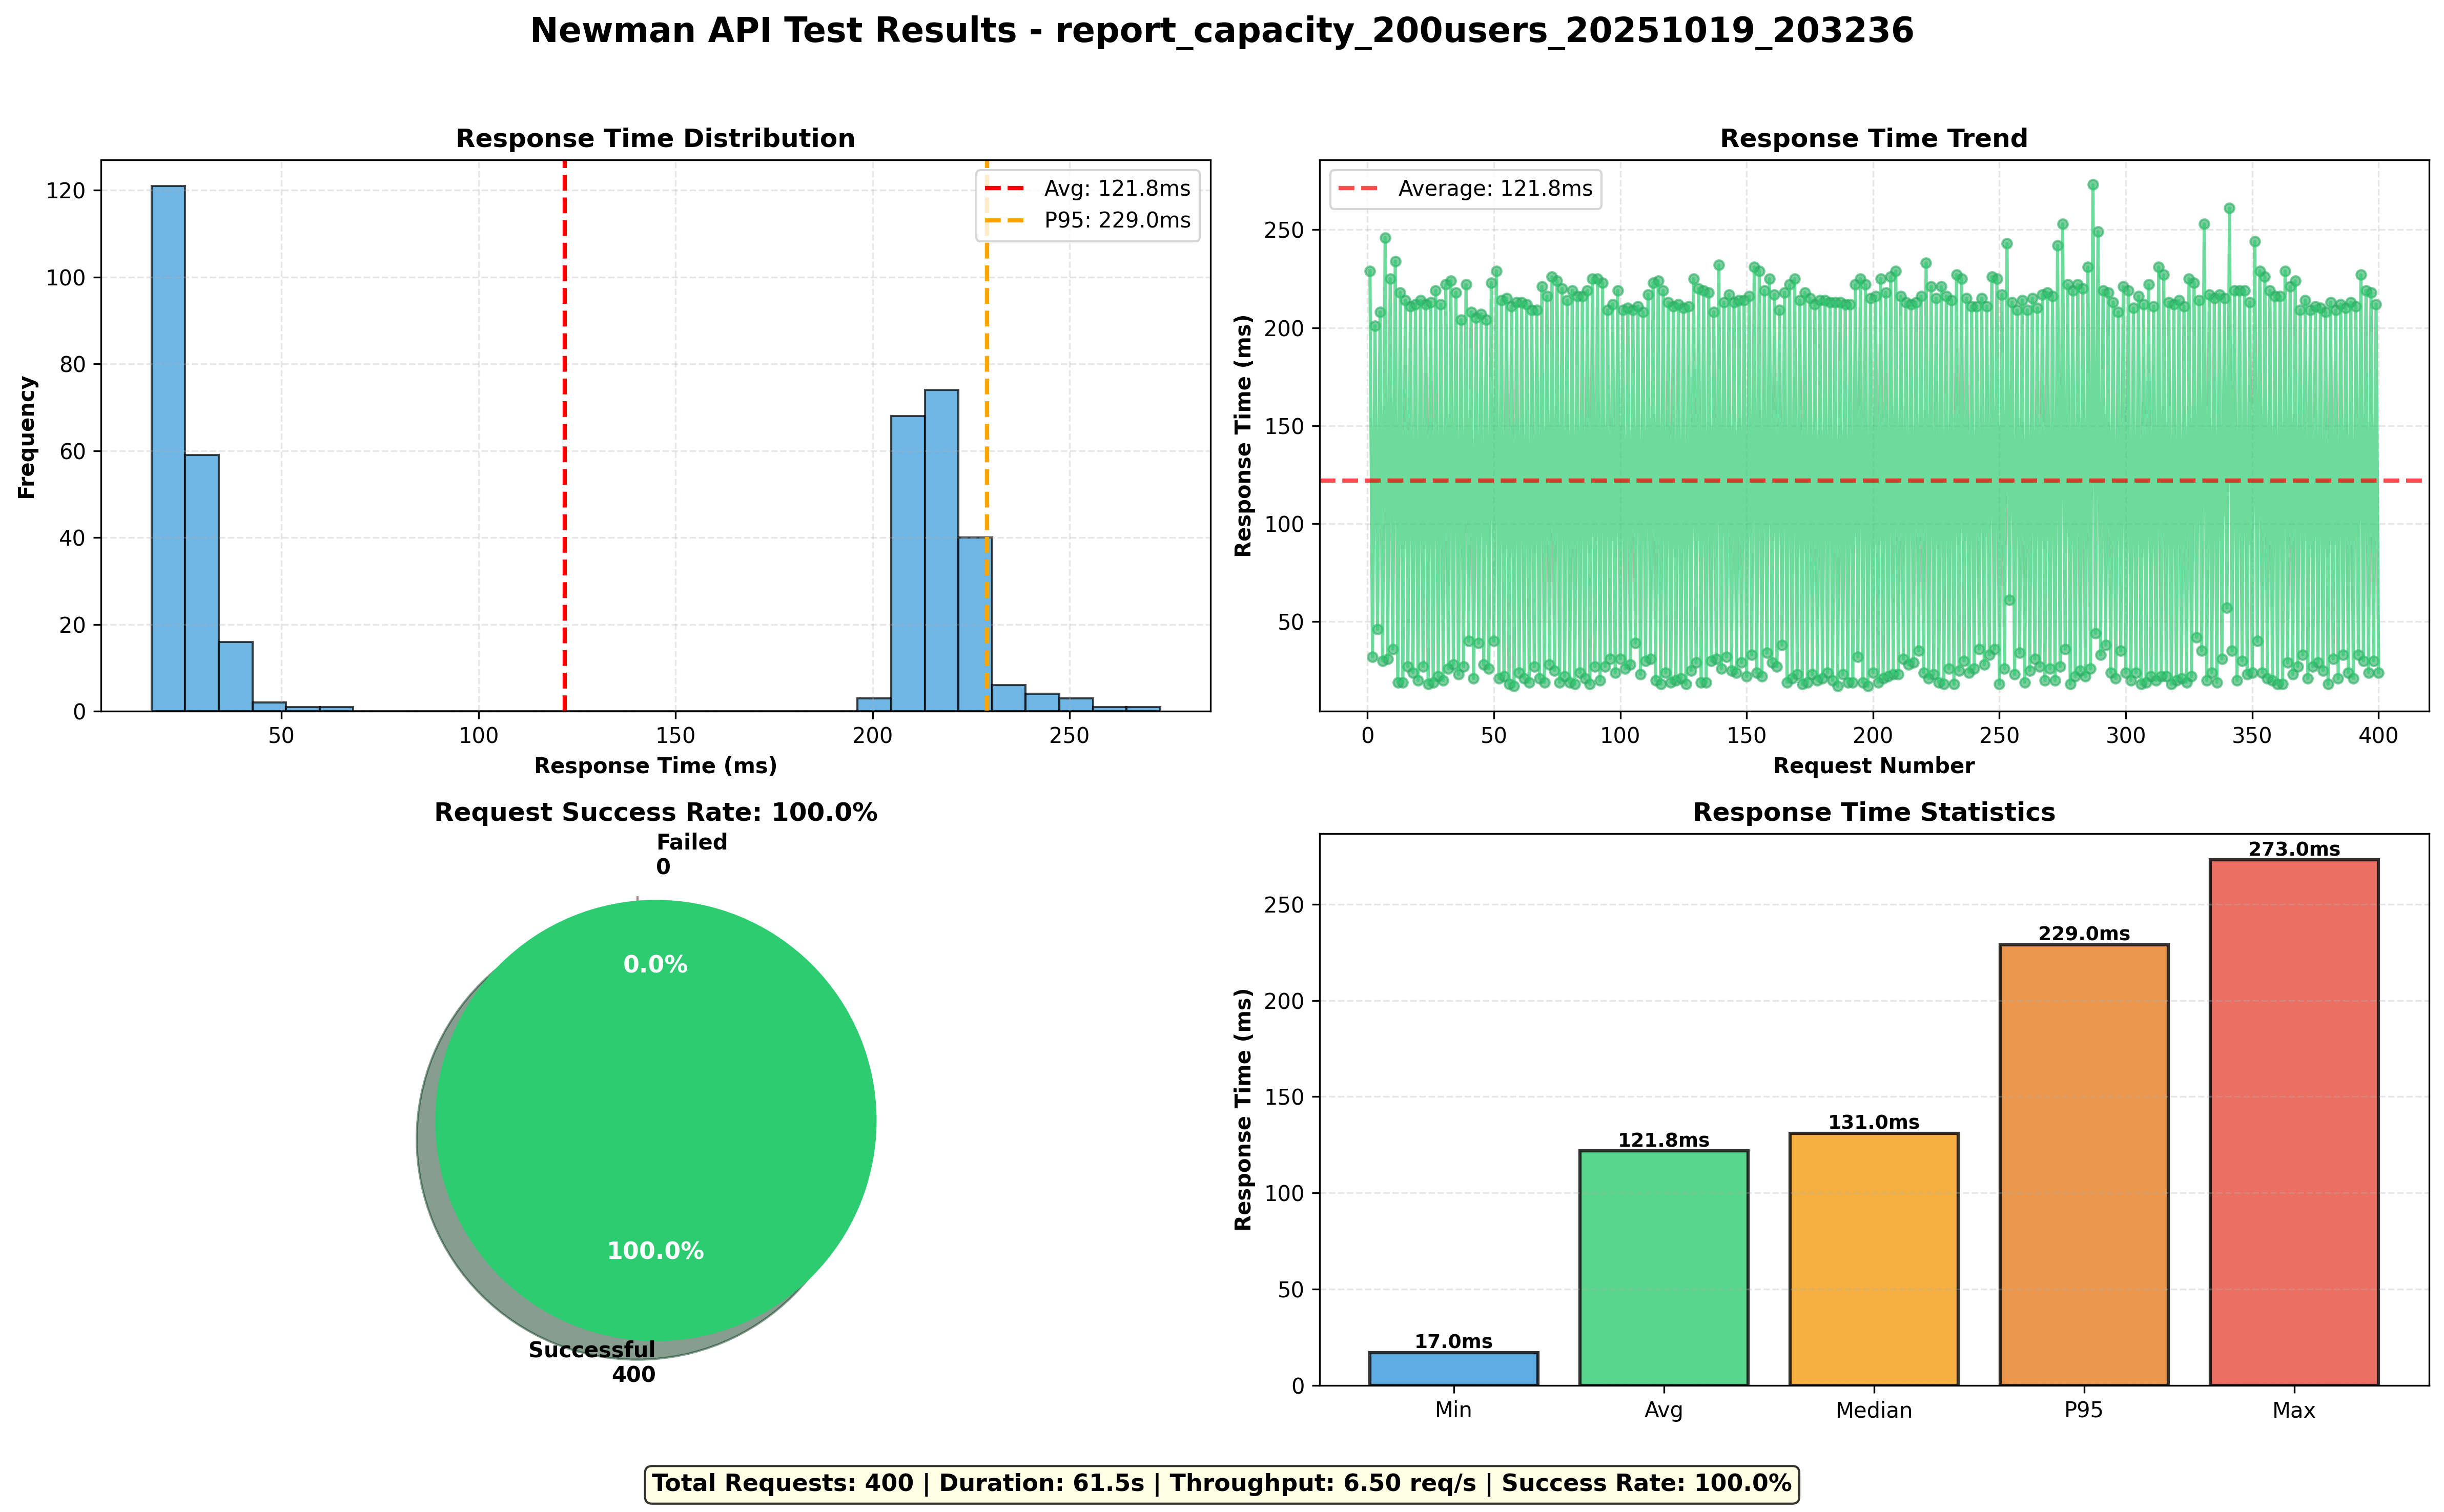 Newman API Test Results - report_capacity_200users_20251019_203236
Response Time Distribution
120
100
80
60
40
20
0
Frequency
50
100
150
200
250
Response Time (ms)
Avg: 121.8ms
P95: 229.0ms
Response Time Trend
250
200
150
100
50
Response Time (ms)
0
50
100
150
200
250
300
350
400
Request Number
Average: 121.8ms
Request Success Rate: 100.0%
Failed
0
0.0%
100.0%
Successful
400
Response Time Statistics
250
200
150
100
50
0
Response Time (ms)
17.0ms
121.8ms
131.0ms
229.0ms
273.0ms
Min
Avg
Median
P95
Max
Total Requests: 400 | Duration: 61.5s | Throughput: 6.50 req/s | Success Rate: 100.0%